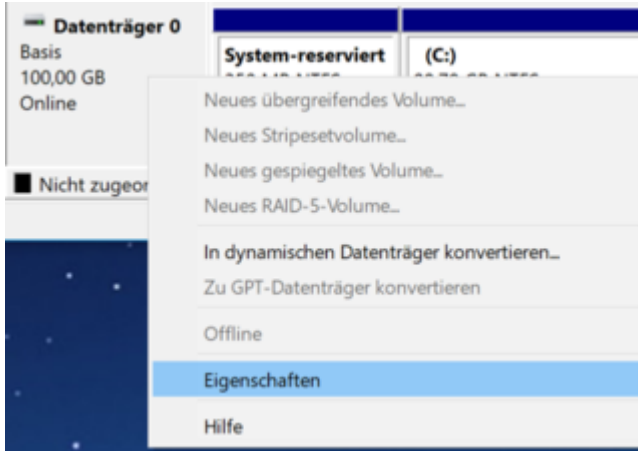 Datenträger 0
Basis
100,00 GB
Online
System-reserviert
(C:)
Neues übergreifendes Volume...
Neues Stripesetvolume...
Neues gespiegeltes Volume...
Neues RAID-5-Volume...
Nicht
In dynamischen Datenträger konvertieren...
Zu GPT-Datenträger konvertieren
Offline
Eigenschaften
Hilfe